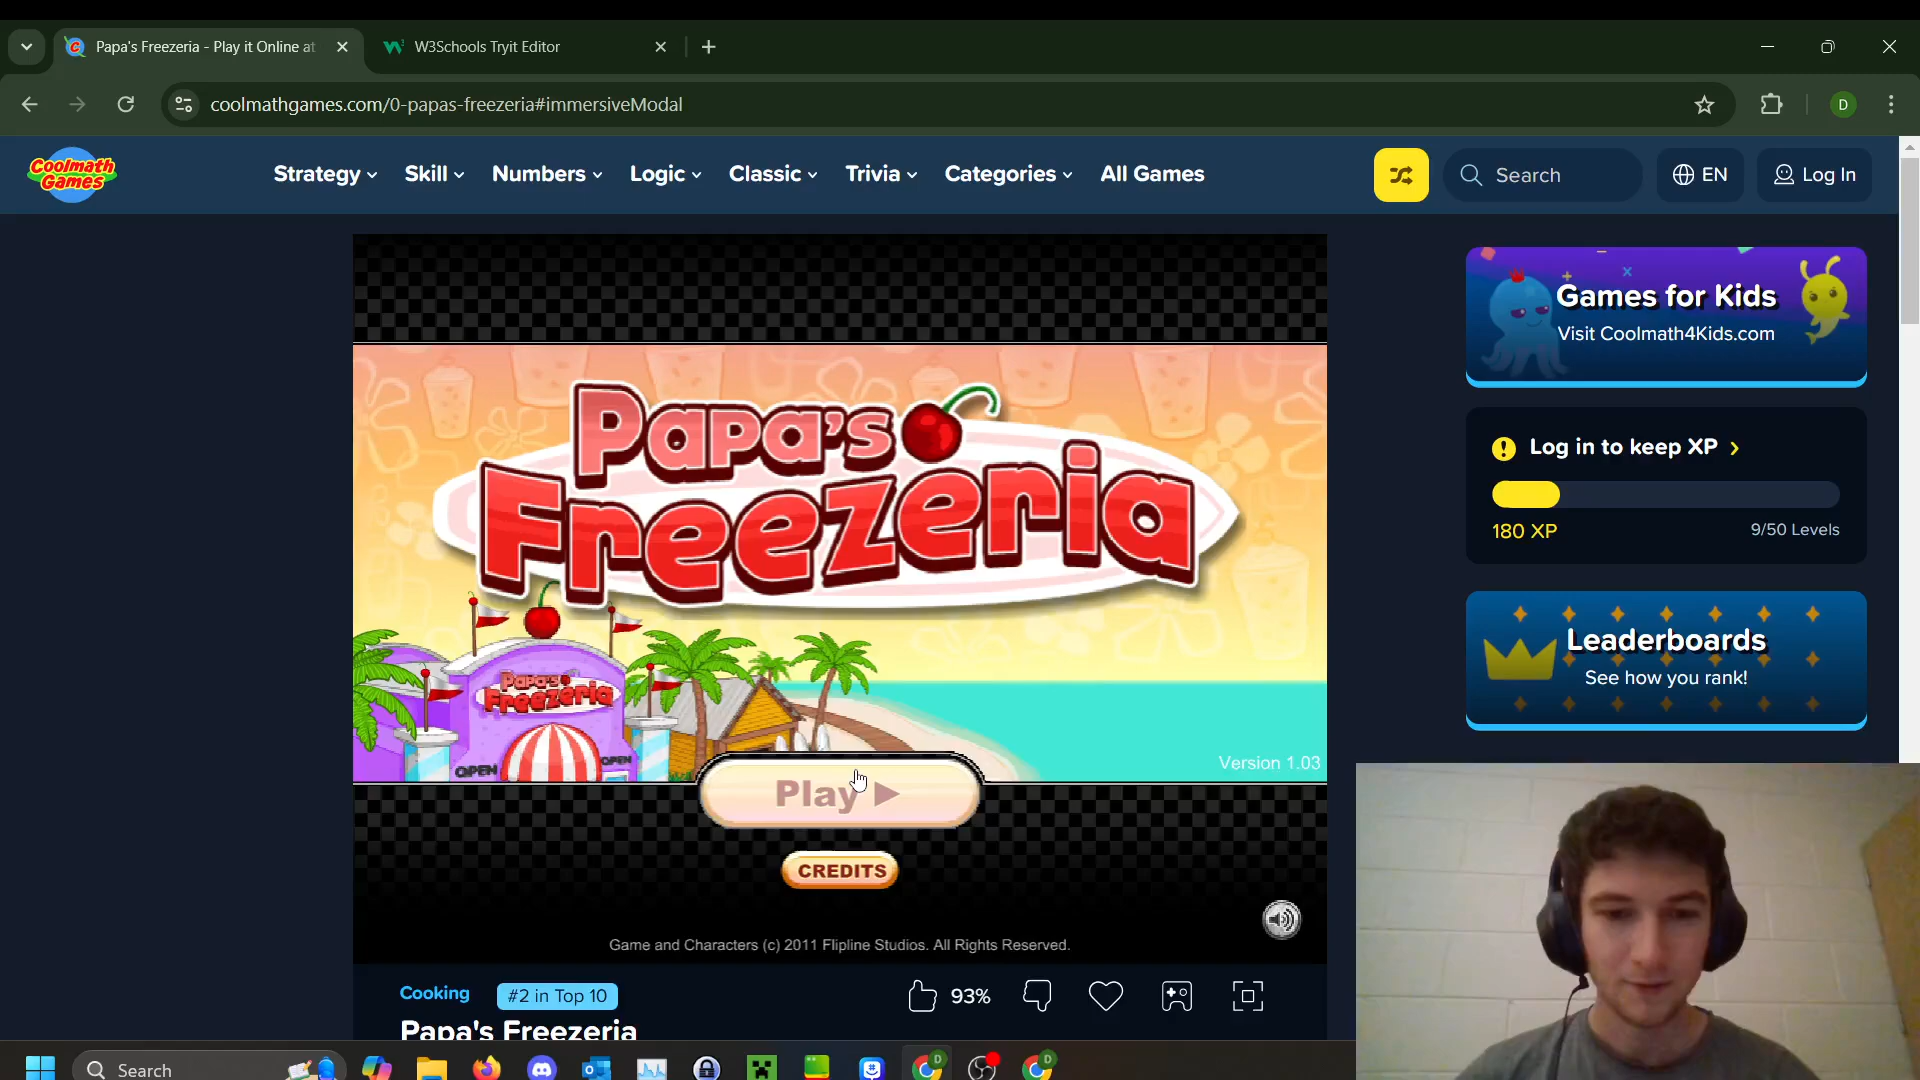 Papa's Freezeria - Play it Online at
W3Schools Tryit Editor
coolmathgames.com/0-papas-freezeria#immersiveModal
D
Coolmath
Games
Strategy
Skill
Numbers
Logic
Classic
Trivia
Categories
All Games
Search
EN
Log In
Papa's
Freezeria
Papa's
Freezeria
OPEN
OPEN
Version 1.03
Play
CREDITS
Game and Characters (c) 2011 Flipline Studios. All Rights Reserved.
Games for Kids
Visit Coolmath4Kids.com
Log in to keep XP
180 XP
9/50 Levels
Leaderboards
See how you rank!
Cooking
#2 in Top 10
93%
Papa's Freezeria
Search
D
D